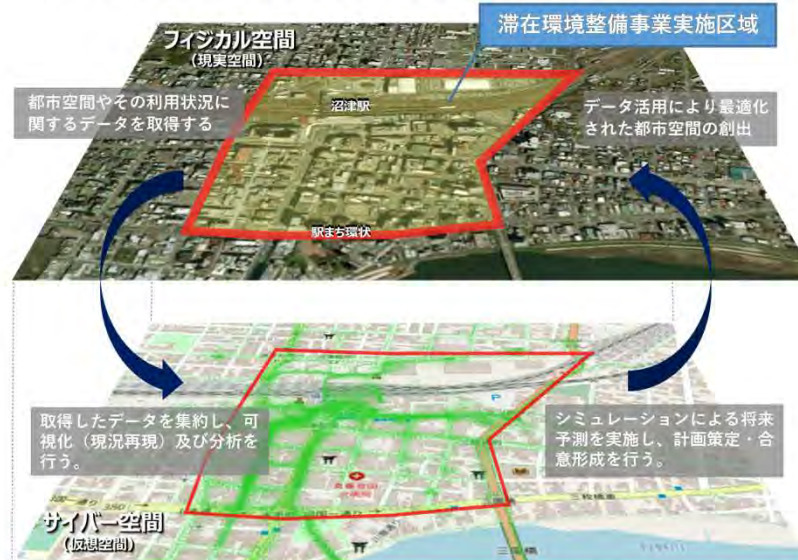 滞在環境整備事業実施区域
フィジカル空間
(現実空間)
都市空間やその利用状況に
関するデータを取得する
沼津駅
データ活用により最適化
された都市空間の創出
駅まち環状
取得したデータを集約し、可
視化（現況再現）及び分析を
行う。
シミュレーションによる将来
予測を実施し、計画策定・合
意形成を行う。
P
サイバー空間
(仮想空間)